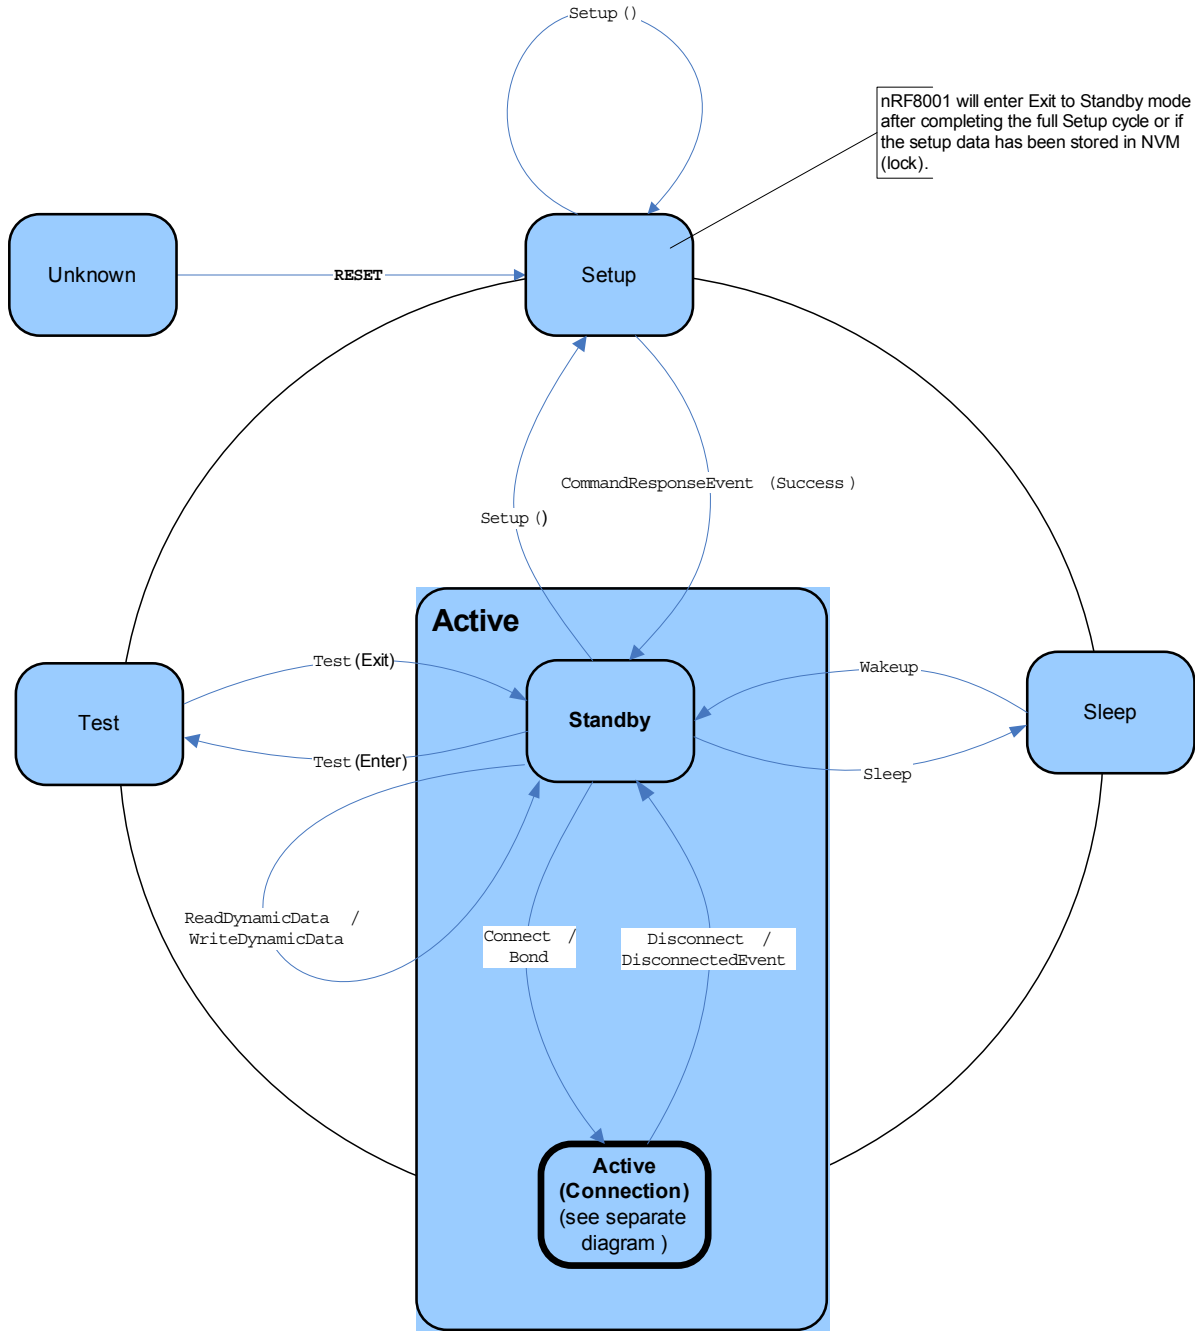 Setup ()
nRF8001 will enter Exit to Standby mode
after completing the full Setup cycle or if
the setup data has been stored in NVM
(lock).
Unknown
RESET
Setup
CommandResponseEvent (Success )
Setup ()
Active
Test (Exit)
Wakeup
Test
Standby
Sleep
Test (Enter)
Sleep
ReadDynamicData /
WriteDynamicData
Connect /
Bond
Disconnect /
DisconnectedEvent
Active
(Connection)
(see separate
diagram )